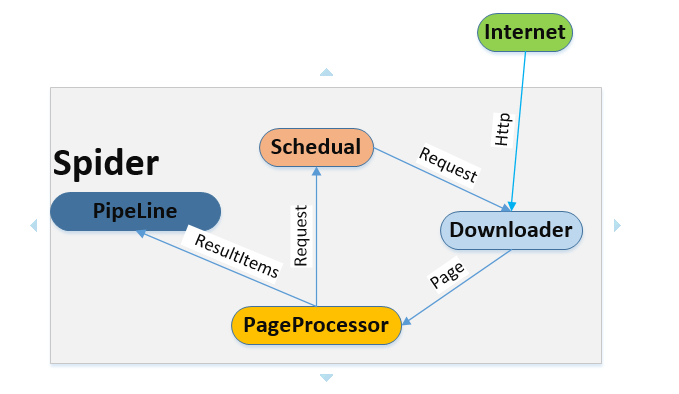 Internet
Http
Schedual
Request
Spider
PipeLine
Downloader
ResultItems
Request
Page
PageProcessor